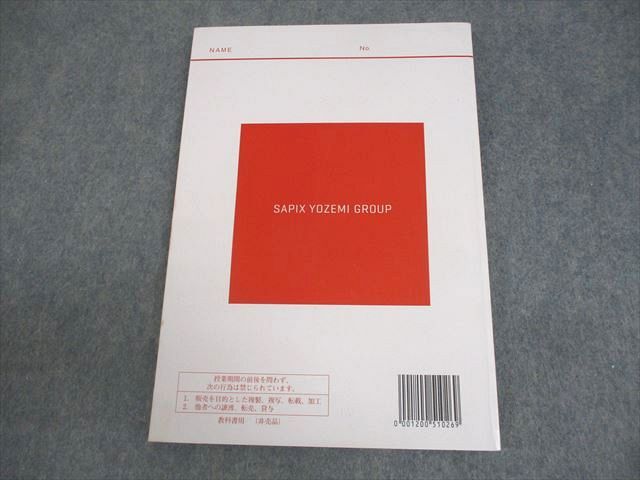 NAME No.
SAPIX YOZEMI GROUP
授業期間の前後を問わず、
次の行為は禁じられています。
1. 販売を目的とした複製、複写、転載、加工
2. 他者への譲渡、転売、貸与
教科書用 (非売品)
0 001200 510269